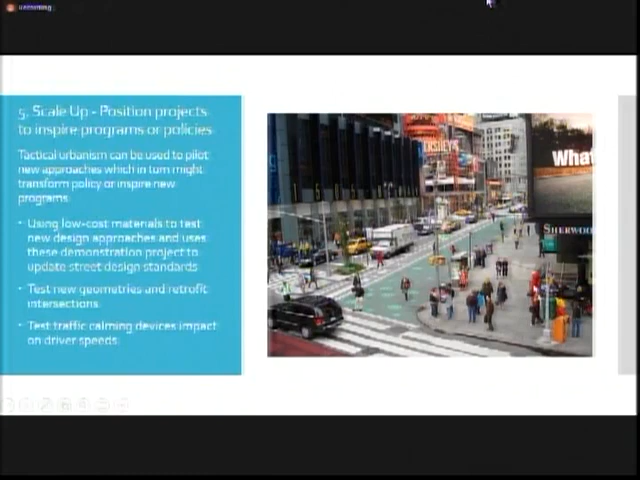 5. Scale Up - Position projects
to inspire programs or policies
Tactical urbanism can be used to pilot
new approaches which in turn might
transform policy or inspire new
programs.
• Using low-cost materials to test
new design approaches and uses
these demonstration project to
update street design standards
• Test new geometries and retrofit
intersections.
• Test traffic calming devices impact
on driver speeds
What
SHERWOO